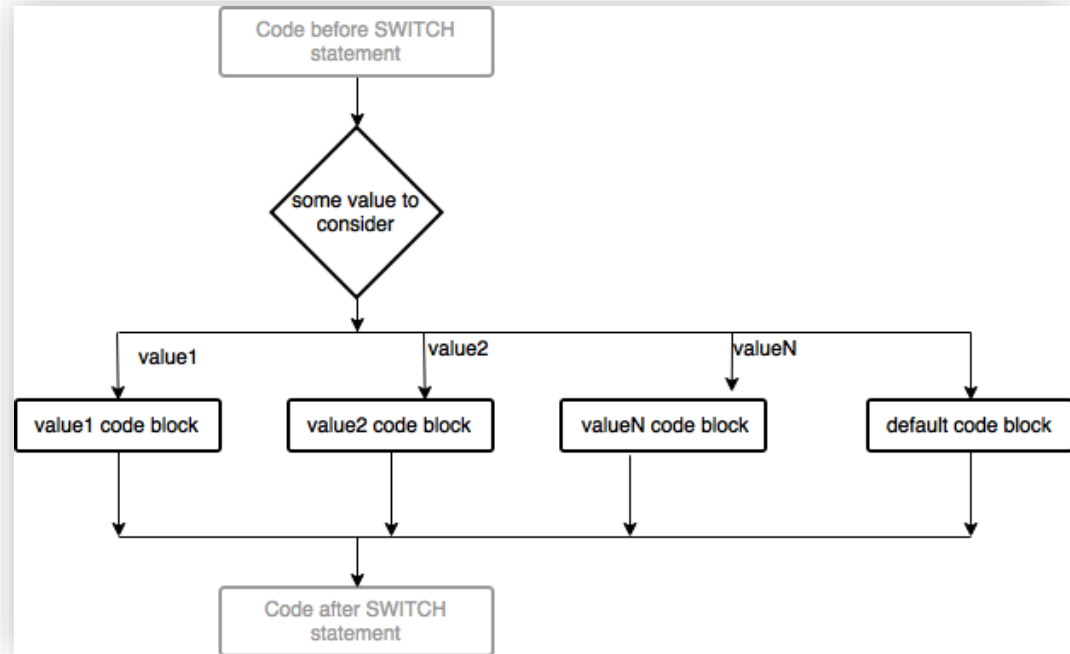 Code before SWITCH
statement
some value to
consider
value1
value2
valueN
value1 code block
value2 code block
valueN code block
default code block
Code after SWITCH
statement